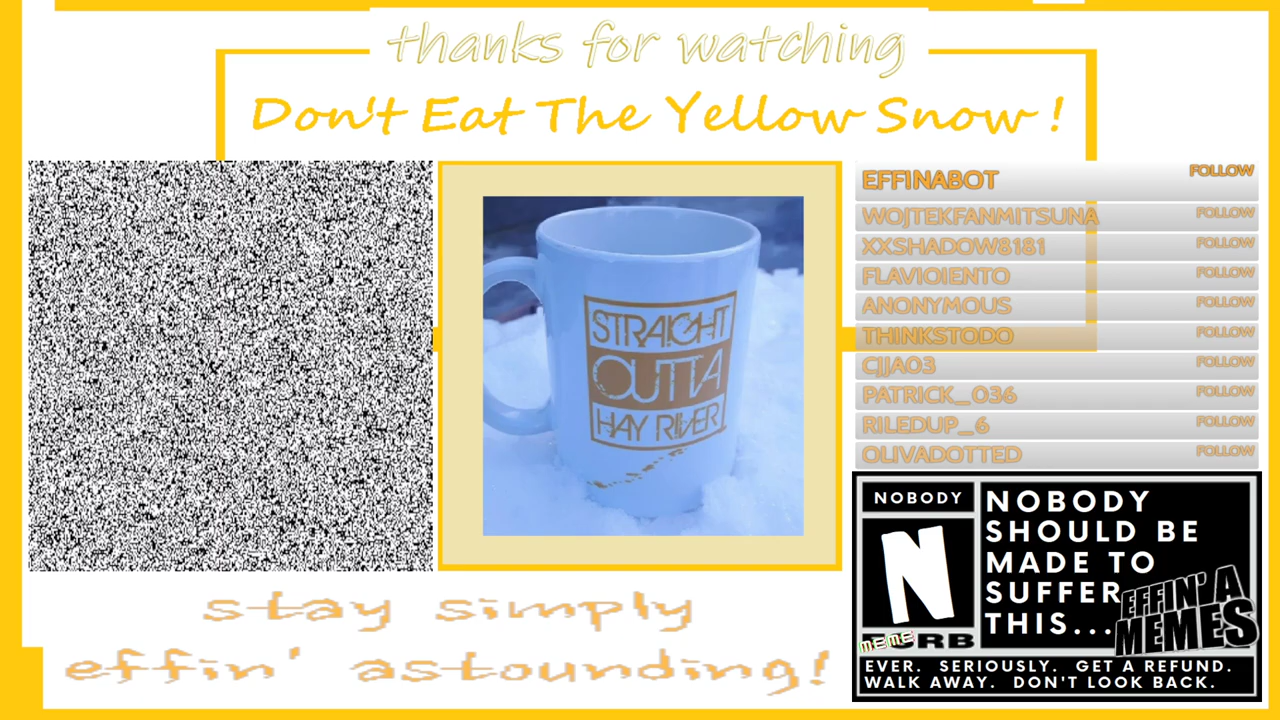 thanks for watching
Don't Eat The Yellow Snow !
STRAIGHT
OUTTA
HAY RIVER
EFFINABOT FOLLOW
WOJTEKFANMITSUNA FOLLOW
XXSHADOW8181 FOLLOW
FLAVIOIENTO FOLLOW
ANONYMOUS FOLLOW
THINKSTODO FOLLOW
CJJA03 FOLLOW
PATRICK_036 FOLLOW
RILEDUP_6 FOLLOW
OLIVADOTTED FOLLOW
NOBODY
N
MEME
RB
NOBODY
SHOULD BE
MADE TO
SUFFER
THIS...
EFFIN' A
MEMES
EVER. SERIOUSLY. GET A REFUND.
WALK AWAY. DON'T LOOK BACK.
stay simply
effin' astounding!